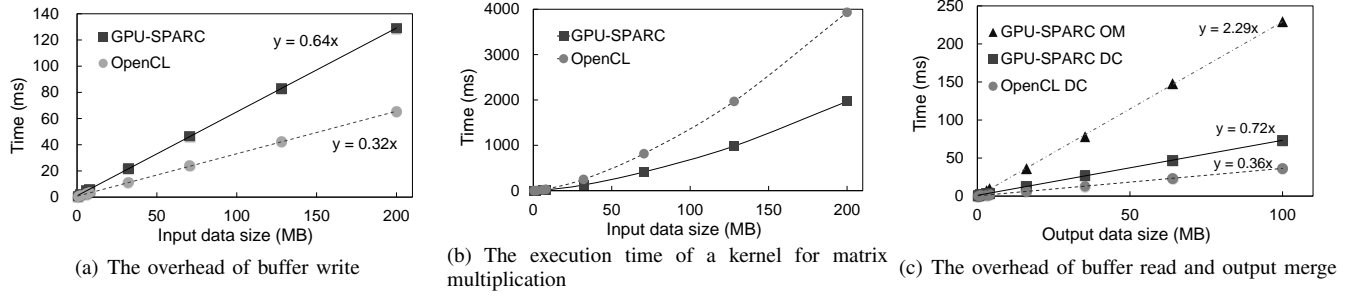 140
120
100
80
60
40
20
0
Time (ms)
GPU-SPARC
OpenCL
y = 0.64x
y = 0.32x
0 50 100 150 200
Input data size (MB)
(a) The overhead of buffer write
4000
3000
2000
1000
0
Time (ms)
GPU-SPARC
OpenCL
0 50 100 150 200
Input data size (MB)
(b) The execution time of a kernel for matrix
multiplication
250
200
150
100
50
0
Time (ms)
GPU-SPARC OM
GPU-SPARC DC
OpenCL DC
y = 2.29x
y = 0.72x
y = 0.36x
0 50 100
Output data size (MB)
(c) The overhead of buffer read and output merge